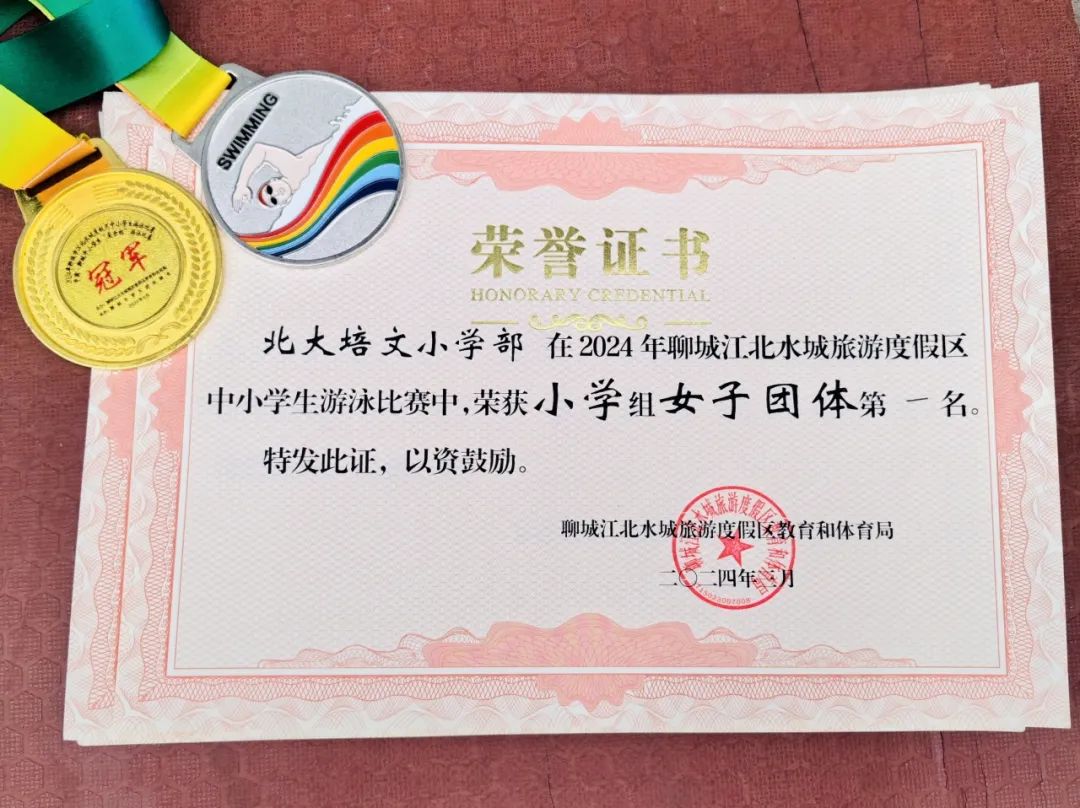 SWIMMING
冠军
荣誉证书
HONORARY CREDENTIAL
北大培文小学部 在2024年聊城江北水城旅游度假区
中小学生游泳比赛中,荣获小学组女子团体第一名。
特发此证，以资鼓励。
聊城江北水城旅游度假区教育和体育局
二〇二四年三月